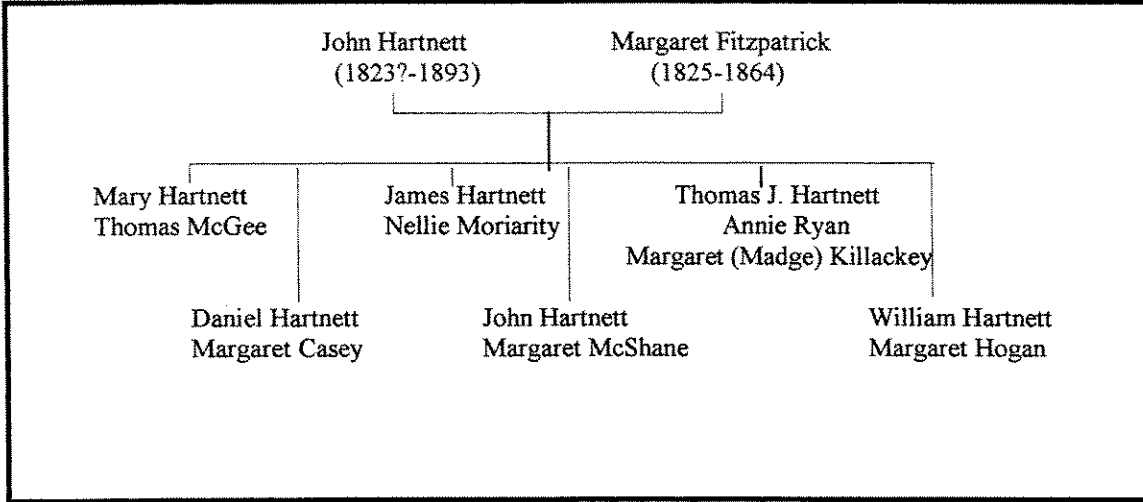 John Hartnett Margaret Fitzpatrick
(1823?-1893) (1825-1864)
Mary Hartnett James Hartnett Thomas J. Hartnett
Thomas McGee Nellie Moriarity Annie Ryan
Margaret (Madge) Killackey
Daniel Hartnett John Hartnett William Hartnett
Margaret Casey Margaret McShane Margaret Hogan